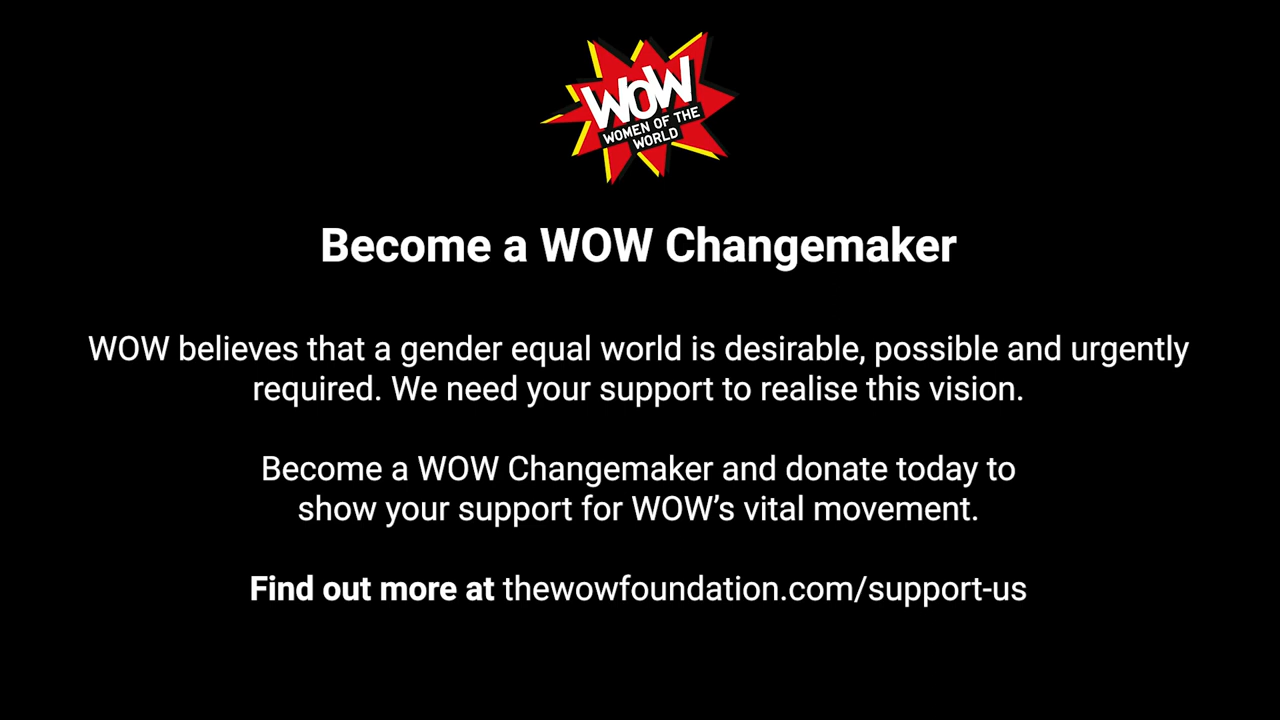 WOW
WOMEN OF THE
WORLD
Become a WOW Changemaker
WOW believes that a gender equal world is desirable, possible and urgently
required. We need your support to realise this vision.
Become a WOW Changemaker and donate today to
show your support for WOW’s vital movement.
Find out more at thewowfoundation.com/support-us